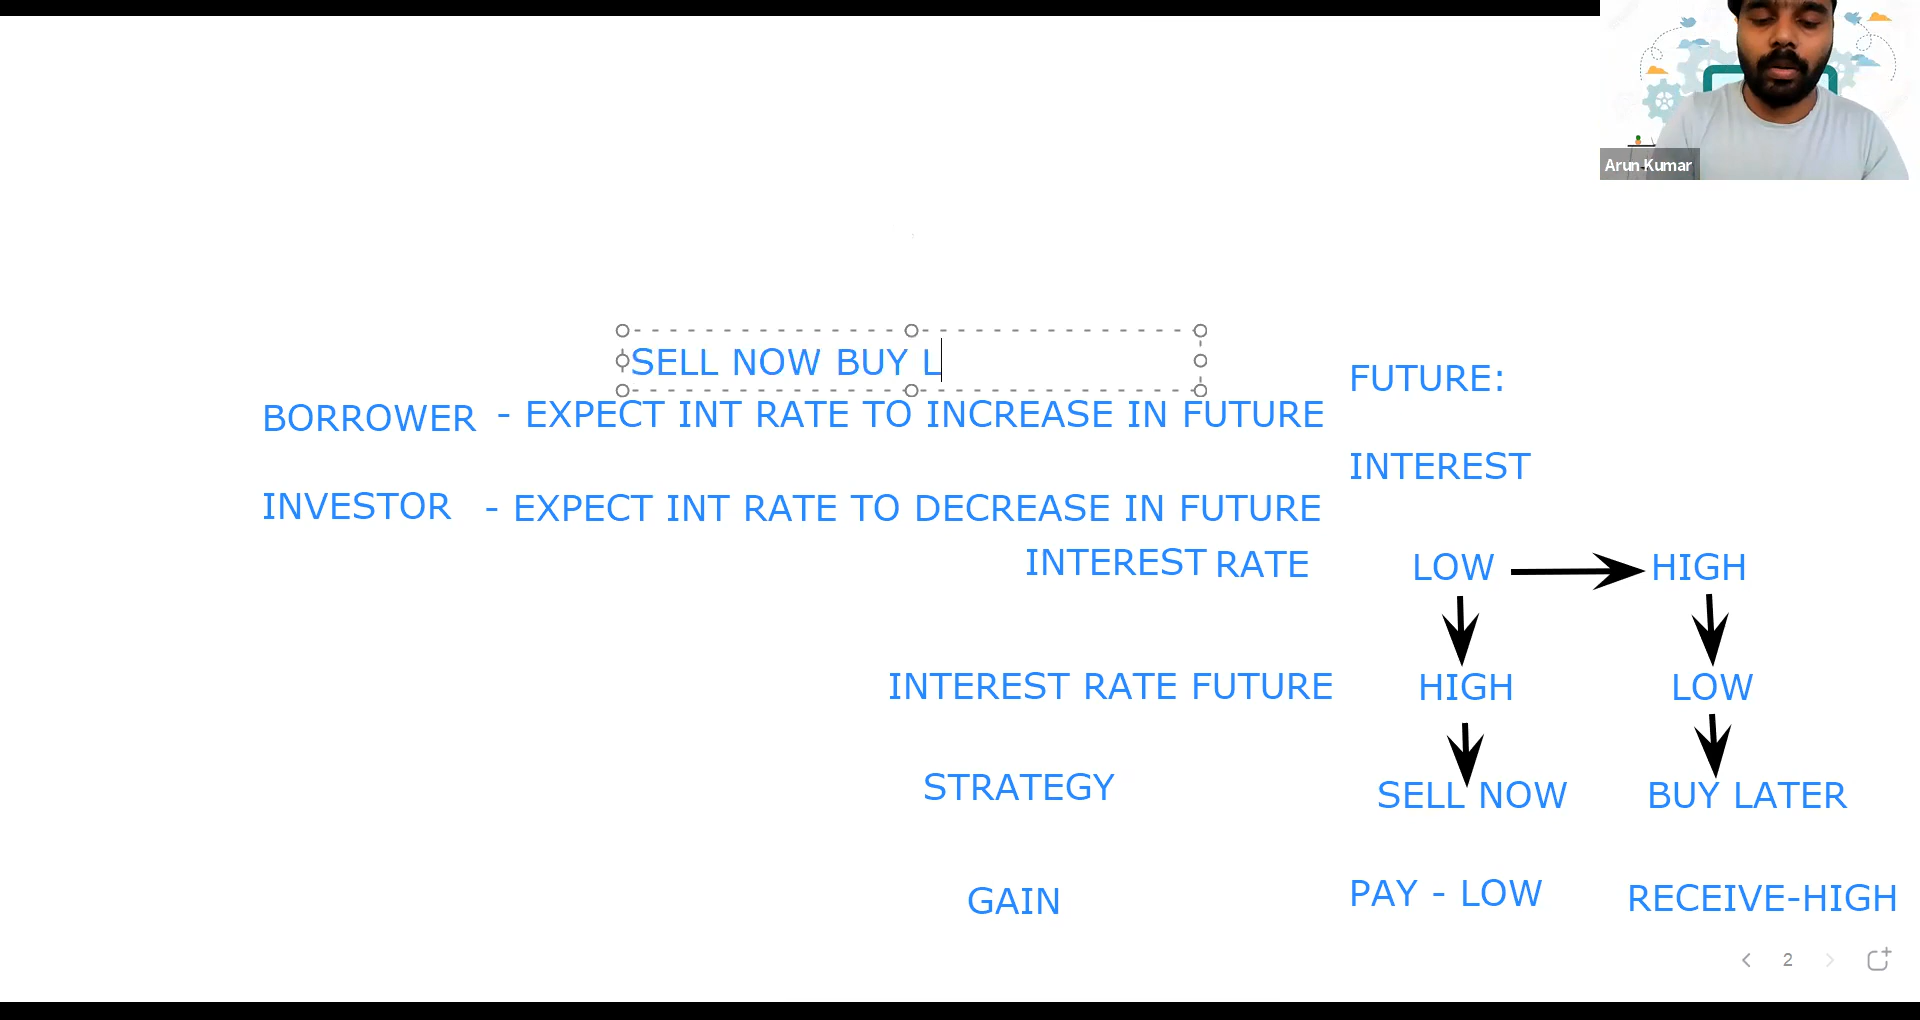 Arun Kumar
SELL NOW BUY L
FUTURE:
BORROWER - EXPECT INT RATE TO INCREASE IN FUTURE
INTEREST
INVESTOR - EXPECT INT RATE TO DECREASE IN FUTURE
INTEREST RATE LOW HIGH
INTEREST RATE FUTURE HIGH LOW
STRATEGY SELL NOW BUY LATER
GAIN PAY - LOW RECEIVE-HIGH
2